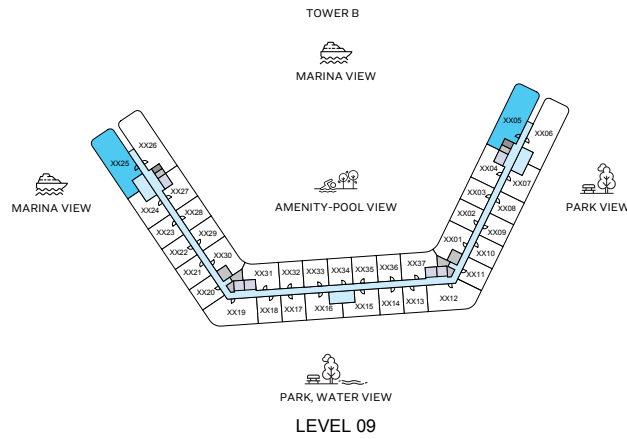 TOWER B
MARINA VIEW
XX05
XX26
XX06
XX25
XX04
XX07
XX27
MARINA VIEW
AMENITY-POOL VIEW
PARK VIEW
XX24
XX28
XX03
XX08
XX23
XX29
XX02
XX09
XX22
XX30
XX01
XX10
XX21
XX31
XX32
XX33
XX34
XX35
XX36
XX37
XX11
XX20
XX19
XX18
XX17
XX16
XX15
XX14
XX13
XX12
PARK, WATER VIEW
LEVEL 09